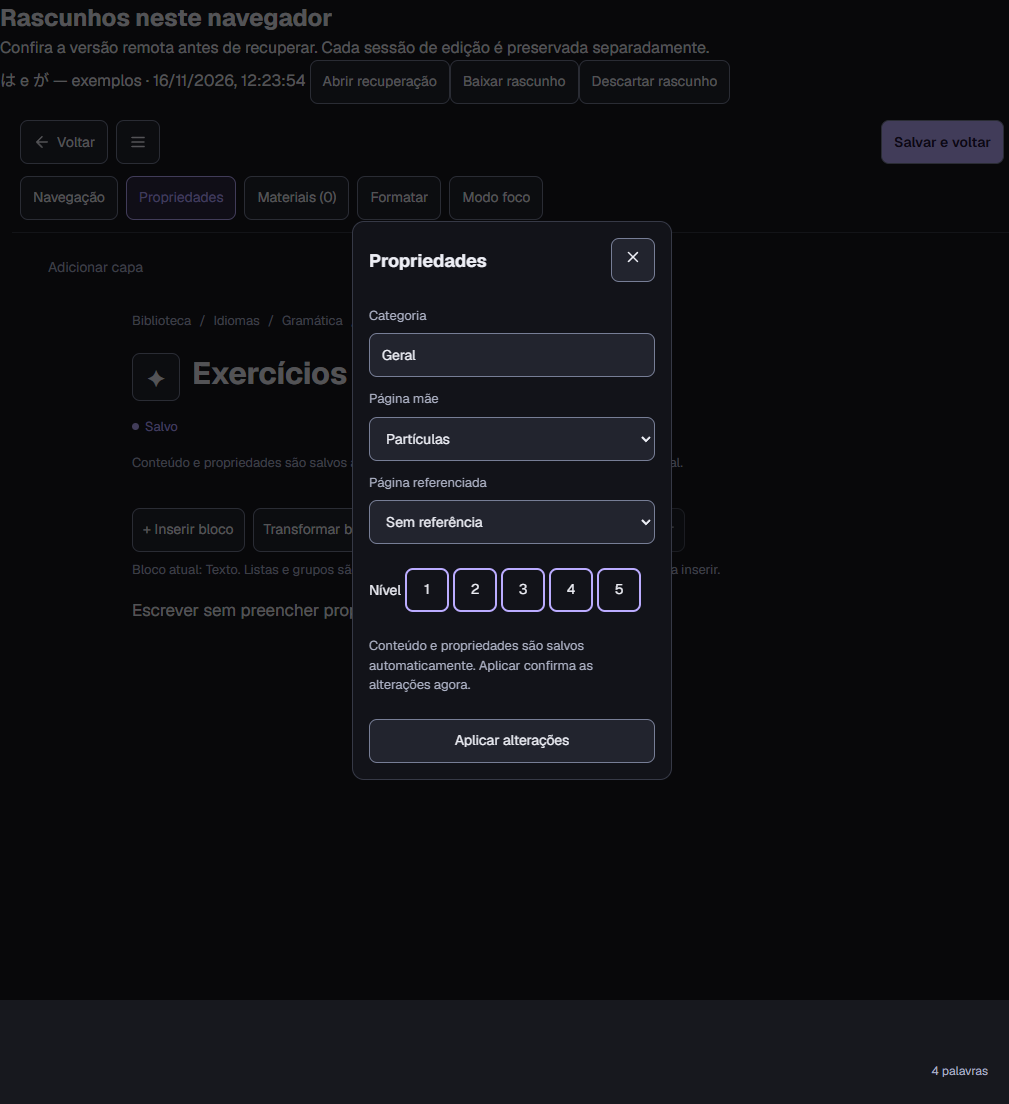 Rascunhos neste navegador
Confira a versão remota antes de recuperar. Cada sessão de edição é preservada separadamente.
は e が — exemplos · 16/11/2026, 12:23:54 Abrir recuperação Baixar rascunho Descartar rascunho
Voltar Salvar e voltar
Navegação Propriedades Materiais (0) Formatar Modo foco
Adicionar capa
Biblioteca / Idiomas / Gramática
Exercícios
Salvo
Conteúdo e propriedades são salvos
+ Inserir bloco Transformar
Bloco atual: Texto. Listas e grupos inserir.
Escrever sem preencher
Propriedades
Categoria
Geral
Página mãe
Partículas
Página referenciada
Sem referência
Nível 1 2 3 4 5
Conteúdo e propriedades são salvos
automaticamente. Aplicar confirma as
alterações agora.
Aplicar alterações
4 palavras